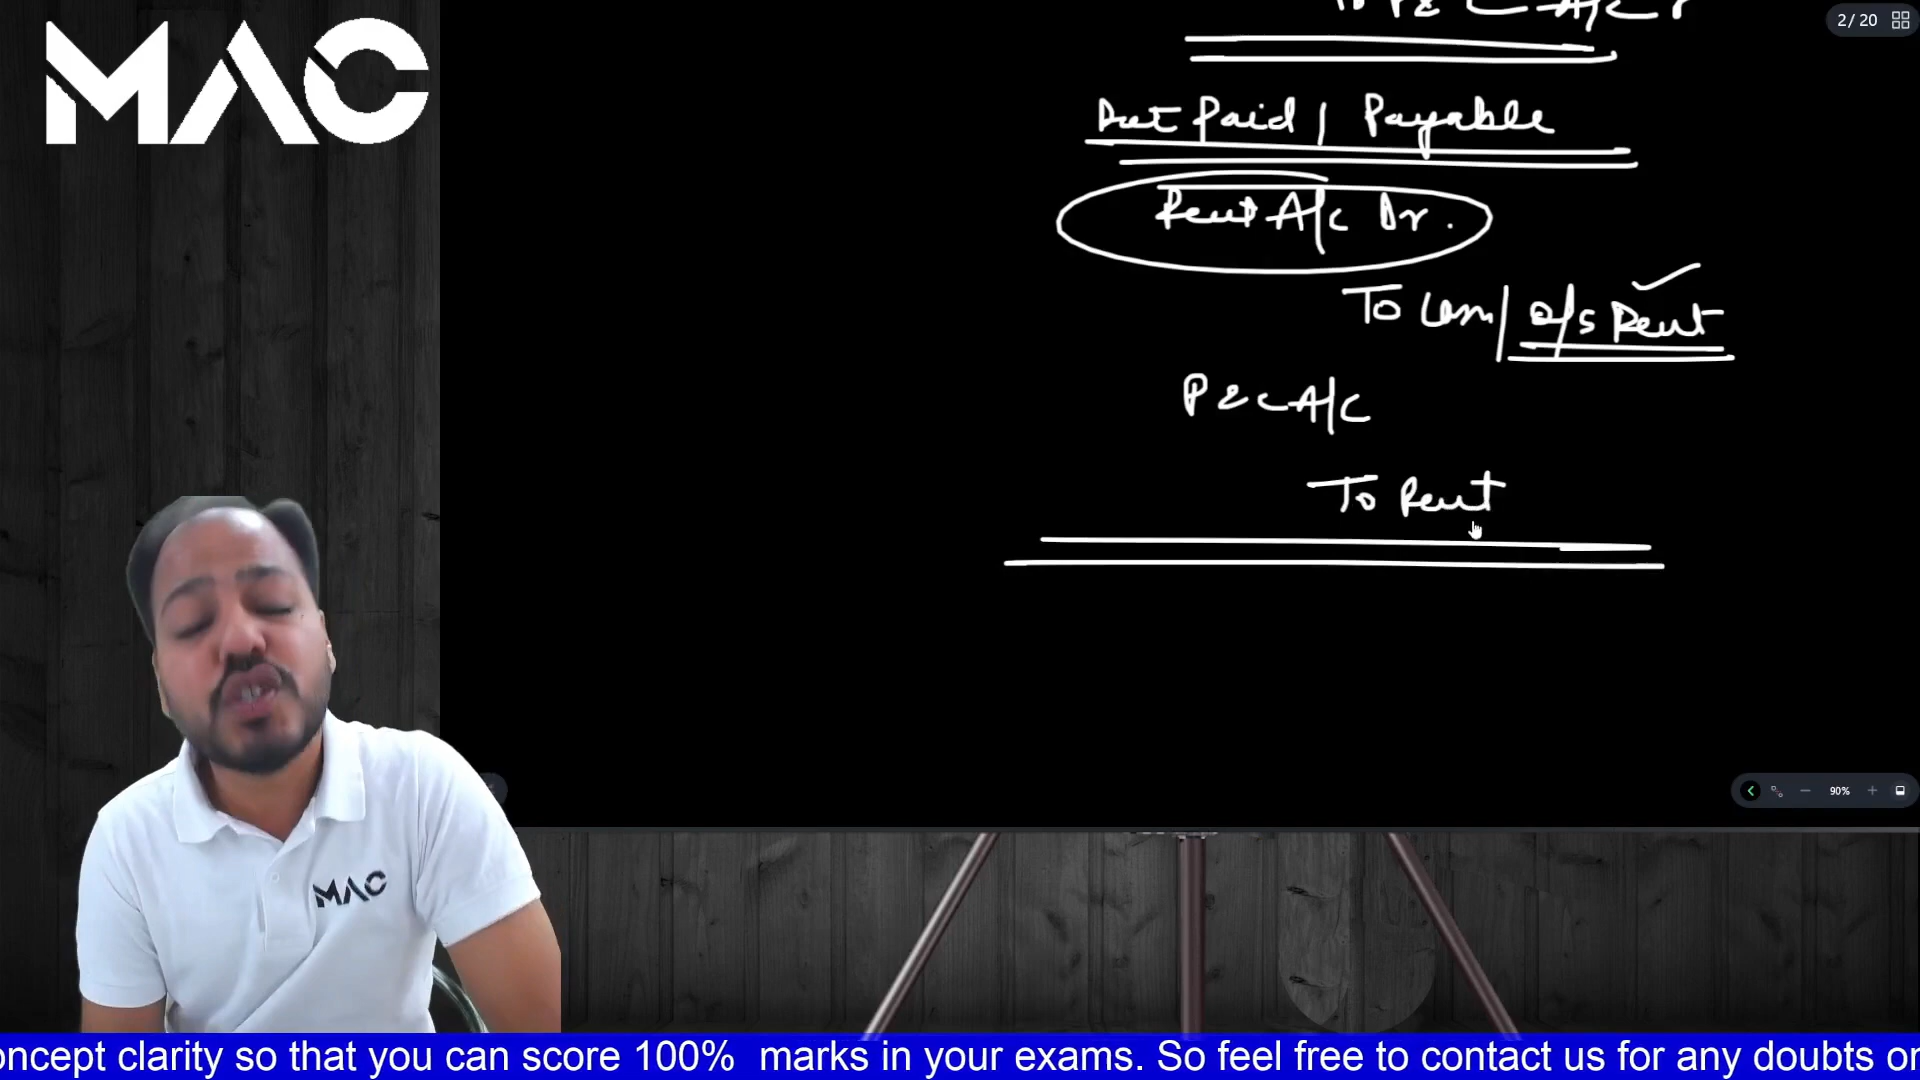 MAC
2/20
To P & L A/C
Rent Paid | Payable
Rent A/c Dr.
To Cash/ o/s Rent
P & L A/C
To Rent
90%
MAC
oncept clarity so that you can score 100% marks in your exams. So feel free to contact us for any doubts or